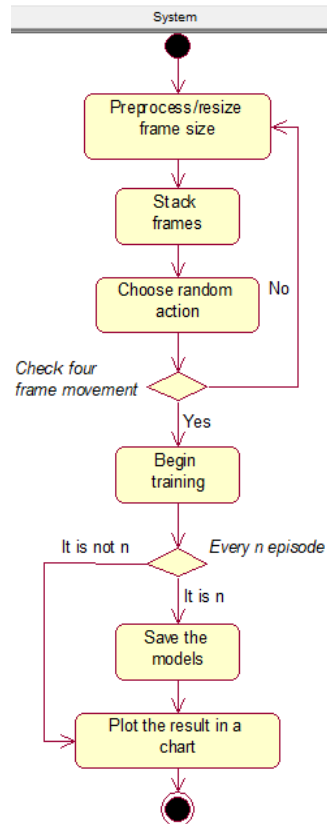 System
Preprocess/resize
frame size
Stack
frames
Choose random
action
No
Check four
frame movement
Yes
Begin
training
It is not n
Every n episode
It is n
Save the
models
Plot the result in a
chart